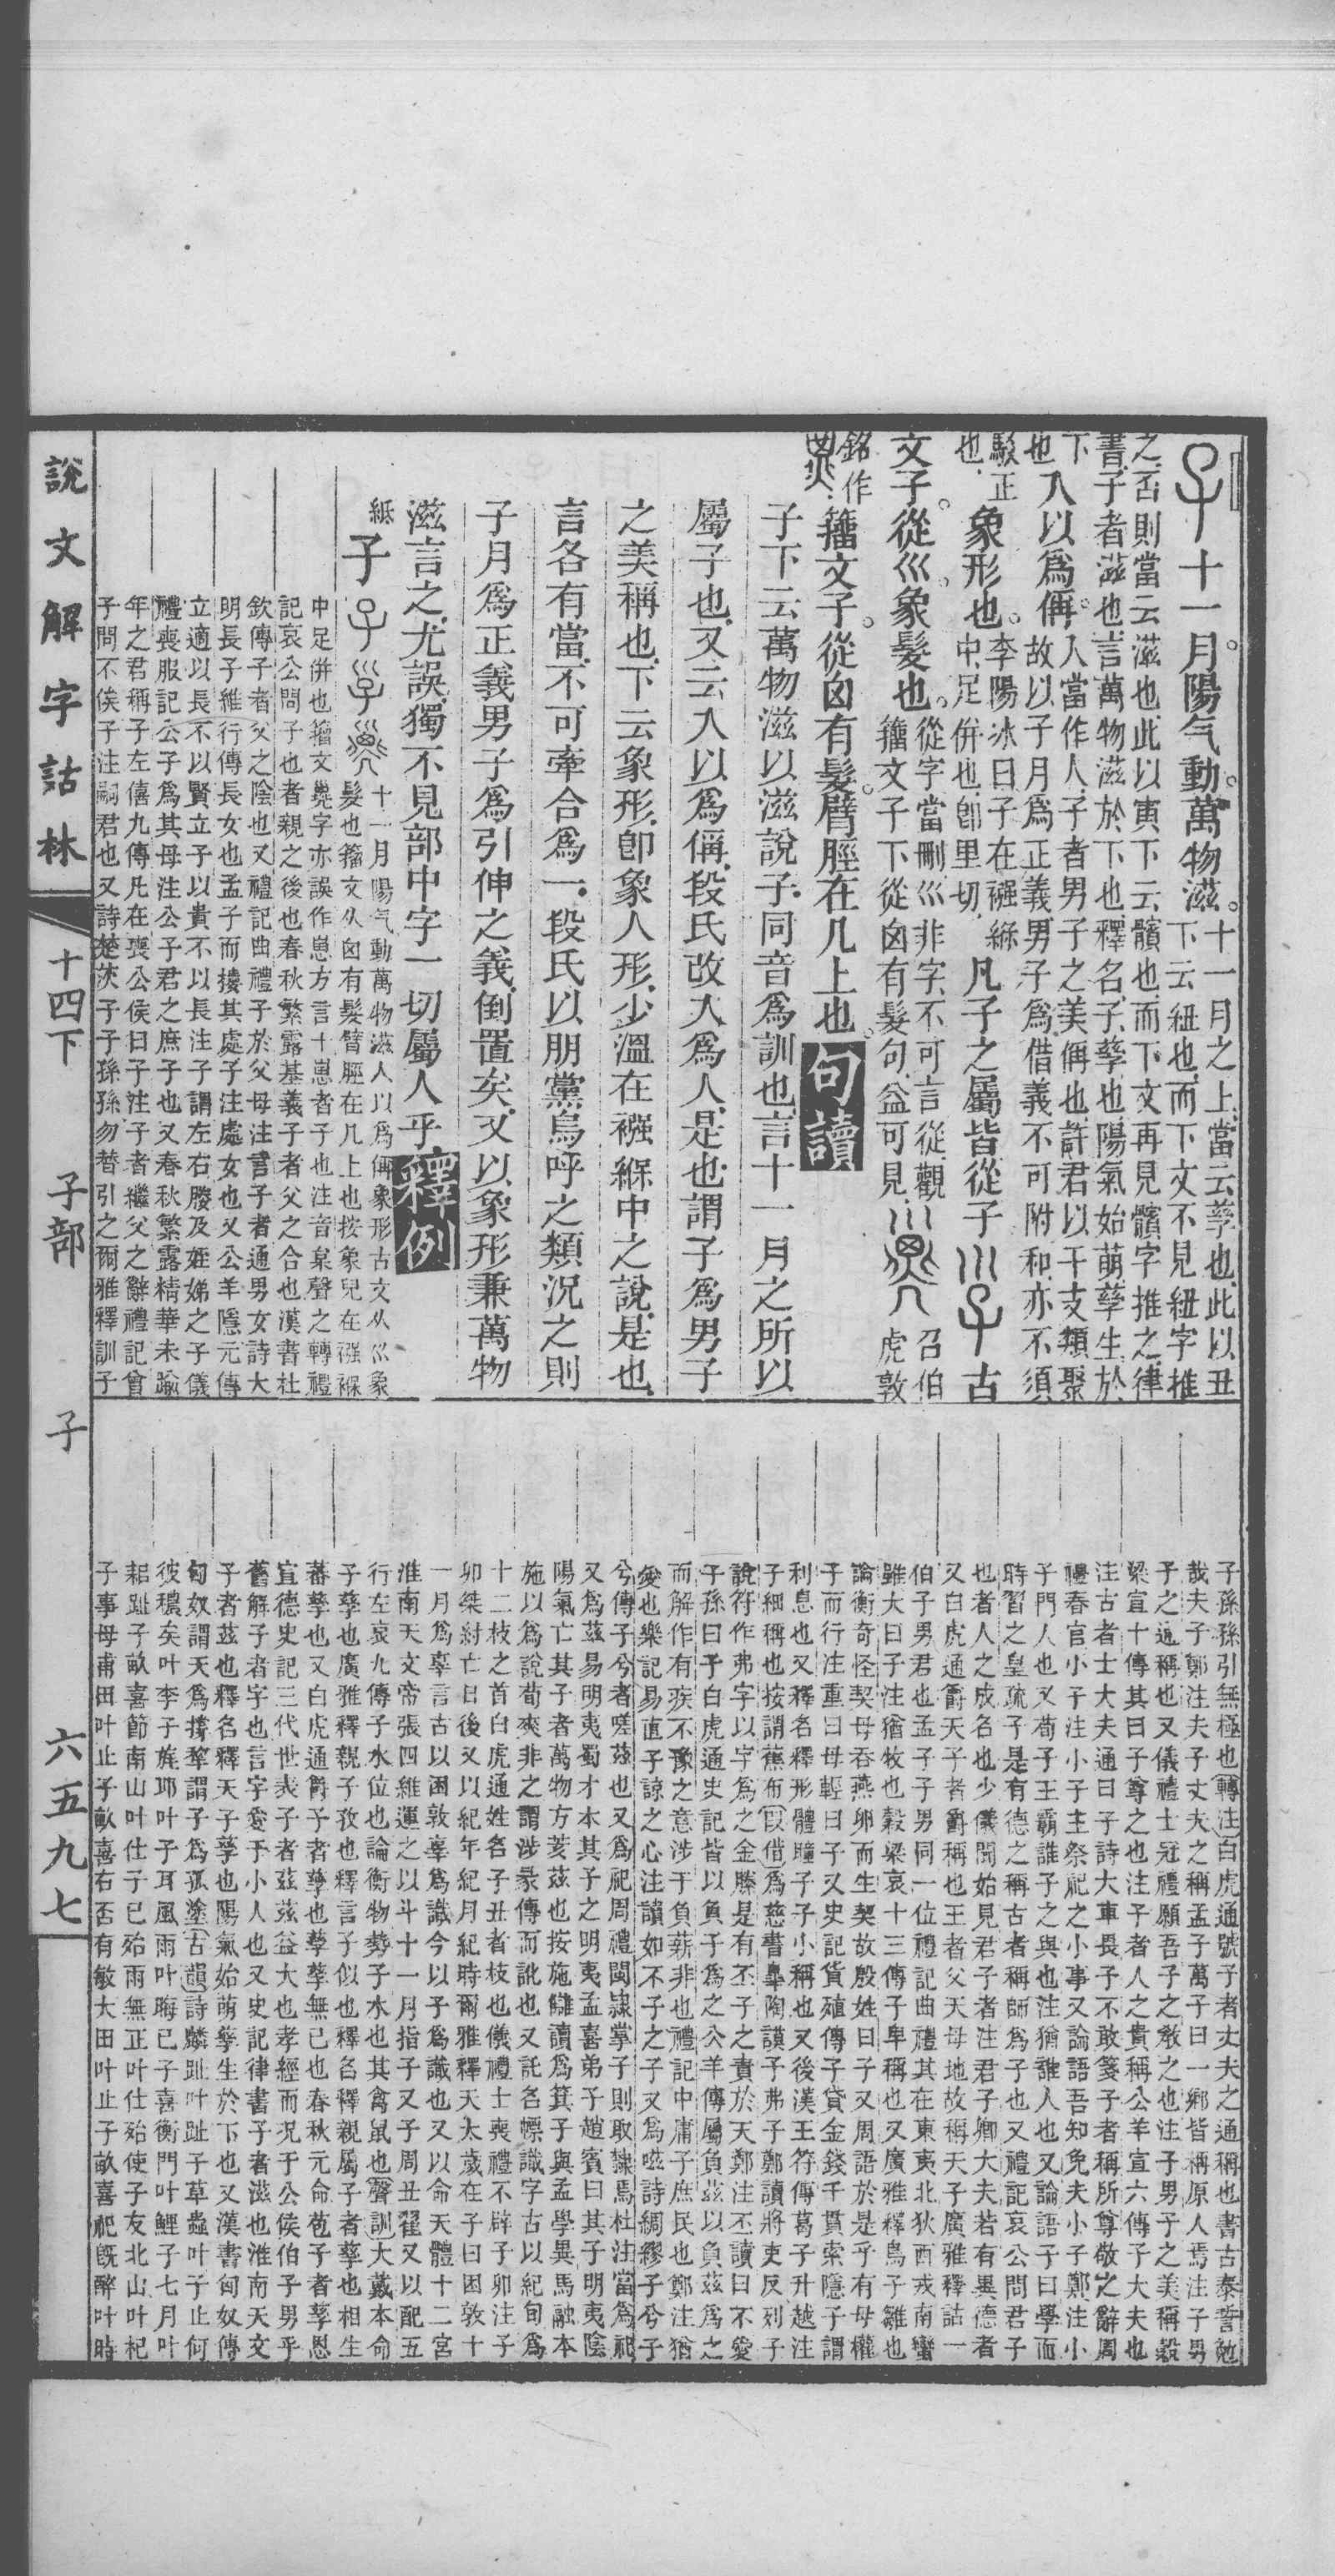 十一月陽气動萬物滋十一月之上當云孳也此以丑
下云紐也而下文不見紐字推
之否則當云滋也此以寅下云髕也而下文再見髕字推之律
書子者滋也言萬物滋於下也釋名子孳也陽氣始萌孳生於
下也
入以爲偁人當作人子者男子之美偁也許君以干支類聚
故以子月爲正義男子爲借義不可附和亦不須
駁正也
象形也李陽冰曰子在襁緥
中足併也卽里切
凡子之屬皆從子
古
文子從巛象髮也從字當刪巛非字不可言從觀
籒文子下從囟有髮句益可見
召伯
虎敦
銘作
籒文子從囟有髮臂脛在几上也句讀
子下云萬物滋以滋說子同音爲訓也言十一月之所以
屬子也又云入以爲偁段氏改入爲人是也謂子爲男子
之美稱也下云象形卽象人形少溫在襁緥中之說是也
言各有當不可牽合爲一段氏以朋黨烏呼之類況之則
子月爲正義男子爲引伸之義倒置矣又以象形兼萬物
滋言之尤誤獨不見部中字一切屬人乎釋例
紙
子
十一月陽气動萬物滋人以爲偁象形古文从巛象
髮也籒文从囟有髮臂脛在几上也按象兒在襁褓
中足併也
記哀公問子也者親之後也春秋繁露基義子者父之合也漢書杜
欽傳子者父之陰也又禮記曲禮子於父母注言子者通男女詩大
明長子維行傳長女也孟子而摟其處子注處女也又公羊隱元傳
立適以長不以賢立子以貴不以長注子謂左右媵及姪娣之子儀
禮喪服記公子爲其母注公子君之庶子也又春秋繁露精華未踰
年之君稱子左僖九傳凡在喪公侯曰子注子者繼父之辭禮記曾
子問不俟子注嗣君也又詩楚茨子子孫孫勿替引之爾雅釋訓子
子孫孫引無極也轉注白虎通號子者丈夫之通稱也書古泰誓勉
哉夫子鄭注夫子丈夫之稱孟子萬子曰一鄉皆稱原人焉注子男
子之通稱也又儀禮士冠禮願吾子之敎之也注子男子之美稱穀
梁宣十傳其曰子尊之也注子者人之貴稱公羊宣六傳子大夫也
注古者士大夫通曰子詩大車畏子不敢箋子者稱所尊敬之辭周
禮春官小子注小子主祭祀之小事又論語吾知免夫小子鄭注小
子門人也又荀子王霸誰子之與也注猶誰人也又論語子曰學而
時習之皇疏子是有德之稱古者稱師爲子也又禮記哀公問君子
也者人之成名也少儀聞始見君子者注君子卿大夫若有異德者
又白虎通爵天子者爵稱也王者父天母地故稱天子廣雅釋詁一
伯子男君也孟子子男同一位禮記曲禮其在東夷北狄西戎南蠻
雖大曰子注猶牧也穀梁哀十三傳子卑稱也又廣雅釋鳥子雛也
論衡奇怪契母吞燕卵而生契故殷姓曰子又周語於是乎有母權
子而行注重曰母輕曰子又史記貨殖傳子貸金錢千貫索隱子謂
利息也又釋名釋形體瞳子子小稱也又後漢王符傳葛子升越注
子細稱也按謂蕉布叚借爲慈書臯陶謨予弗子鄭讀將吏反列子
說符作弗字以字爲之金縢是有丕子之責於天鄭注丕讀曰不愛
子孫曰子白虎通史記皆以負子爲之公羊傳屬負茲以負茲爲之
而解作有疾不豫之意涉于負薪非也禮記中庸子庶民也鄭注猶
愛也樂記易直子諒之心注讀如不子之子又爲嗞詩綢繆子兮子
兮傳子兮者嗟茲也又爲祀周禮閩隷掌子則取隷焉杜注當爲祀
又爲茲易明夷蜀才本其子之明夷孟喜弟子趙賓曰其子明夷陰
陽氣亡其子者萬物方荄茲也按施讎讀爲箕子與孟學異馬融本
施以爲說荀爽非之謂涉彖傳而訛也又託名幖識字古以紀旬爲
十二枝之首白虎通姓名子丑者枝也儀禮士喪禮不辟子卯注子
卯桀紂亡日後又以紀年紀月紀時爾雅釋天太歲在子曰困敦十
一月爲辜言古以困敦辜爲識今以子爲識也又以命天體十二宮
淮南天文帝張四維運之以斗十一月指子又子周丑翟又以配五
行左哀九傳子水位也論衡物勢子水也其禽鼠也聲訓大戴本命
子孳也廣雅釋親子孜也釋言子似也釋名釋親屬子者孳也相生
蕃孳也又白虎通爵子者孳也孳孳無已也春秋元命苞子者孳恩
宣德史記三代世表子者茲茲益大也孝經而況于公侯伯子男乎
舊解子者字也言字愛于小人也又史記律書子者滋也淮南天文
子者茲也釋名釋天子孳也陽氣始萌孳生於下也又漢書匈奴傳
匈奴謂天爲撐犂謂子爲孤塗古韻詩麟趾叶趾子草蟲叶子止何
彼穠矣叶李子旄邱叶子耳風雨叶晦已子喜衡門叶鯉子七月叶
耜趾子畝喜節南山叶仕子已殆雨無正叶仕殆使子友北山叶杞
子事母甫田叶止子畝喜右否有敏大田叶止子畝喜祀旣醉叶時
說文解字詁林
十四下
子部
子
六五九七